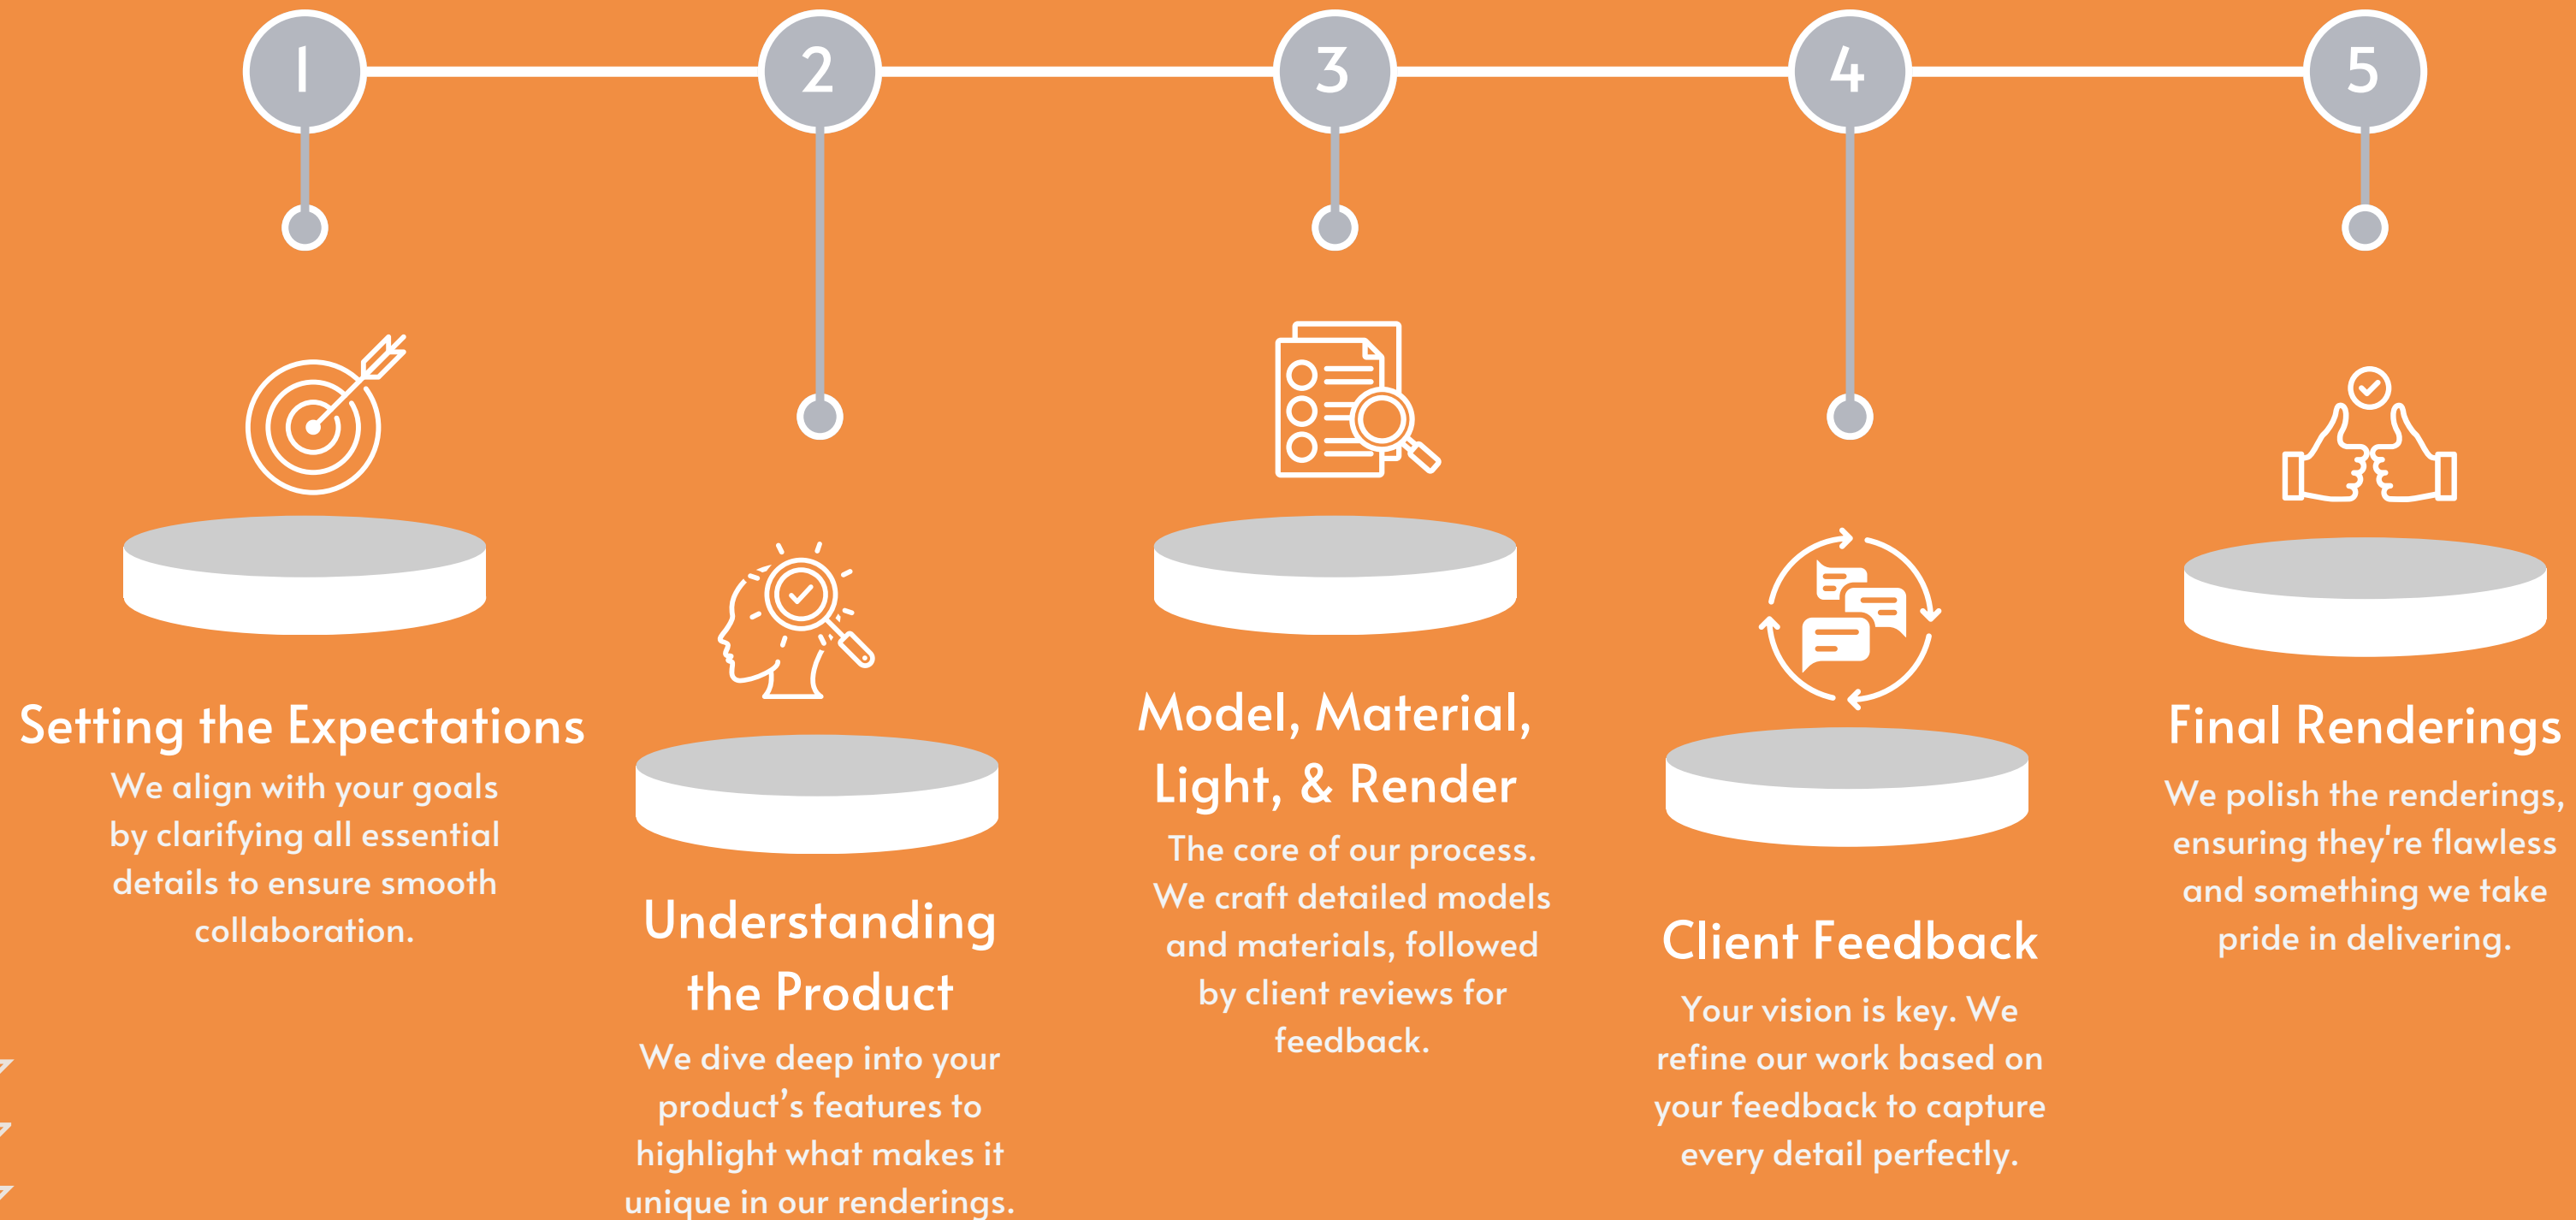 1
2
3
4
5
Setting the Expectations
We align with your goals
by clarifying all essential
details to ensure smooth
collaboration.
Understanding
the Product
We dive deep into your
product’s features to
highlight what makes it
unique in our renderings.
Model, Material,
Light, & Render
The core of our process.
We craft detailed models
and materials, followed
by client reviews for
feedback.
Client Feedback
Your vision is key. We
refine our work based on
your feedback to capture
every detail perfectly.
Final Renderings
We polish the renderings,
ensuring they're flawless
and something we take
pride in delivering.